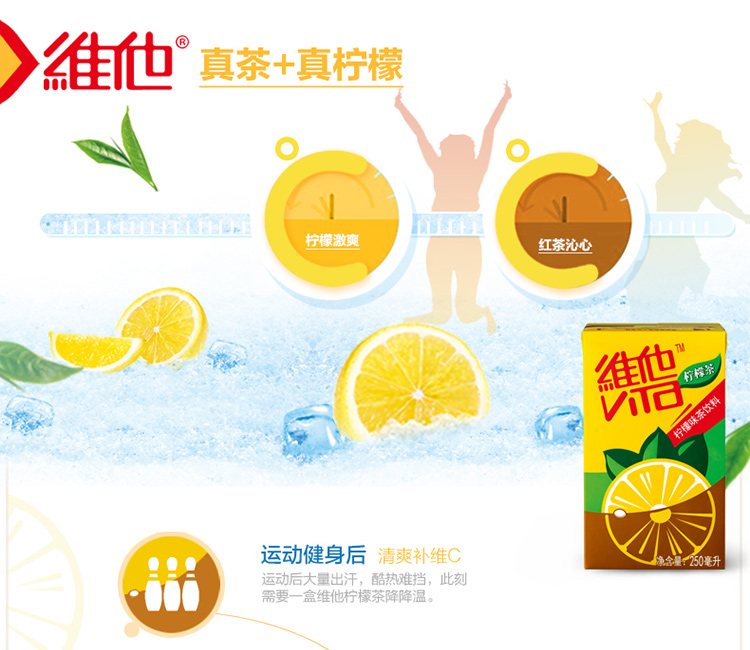 維他®
真茶+真柠檬
柠檬激爽
红茶沁心
維他™
VITA
柠檬茶
柠檬味茶饮料
净含量：250毫升
运动健身后 清爽补维C
运动后大量出汗，酷热难挡，此刻
需要一盒维他柠檬茶降降温。